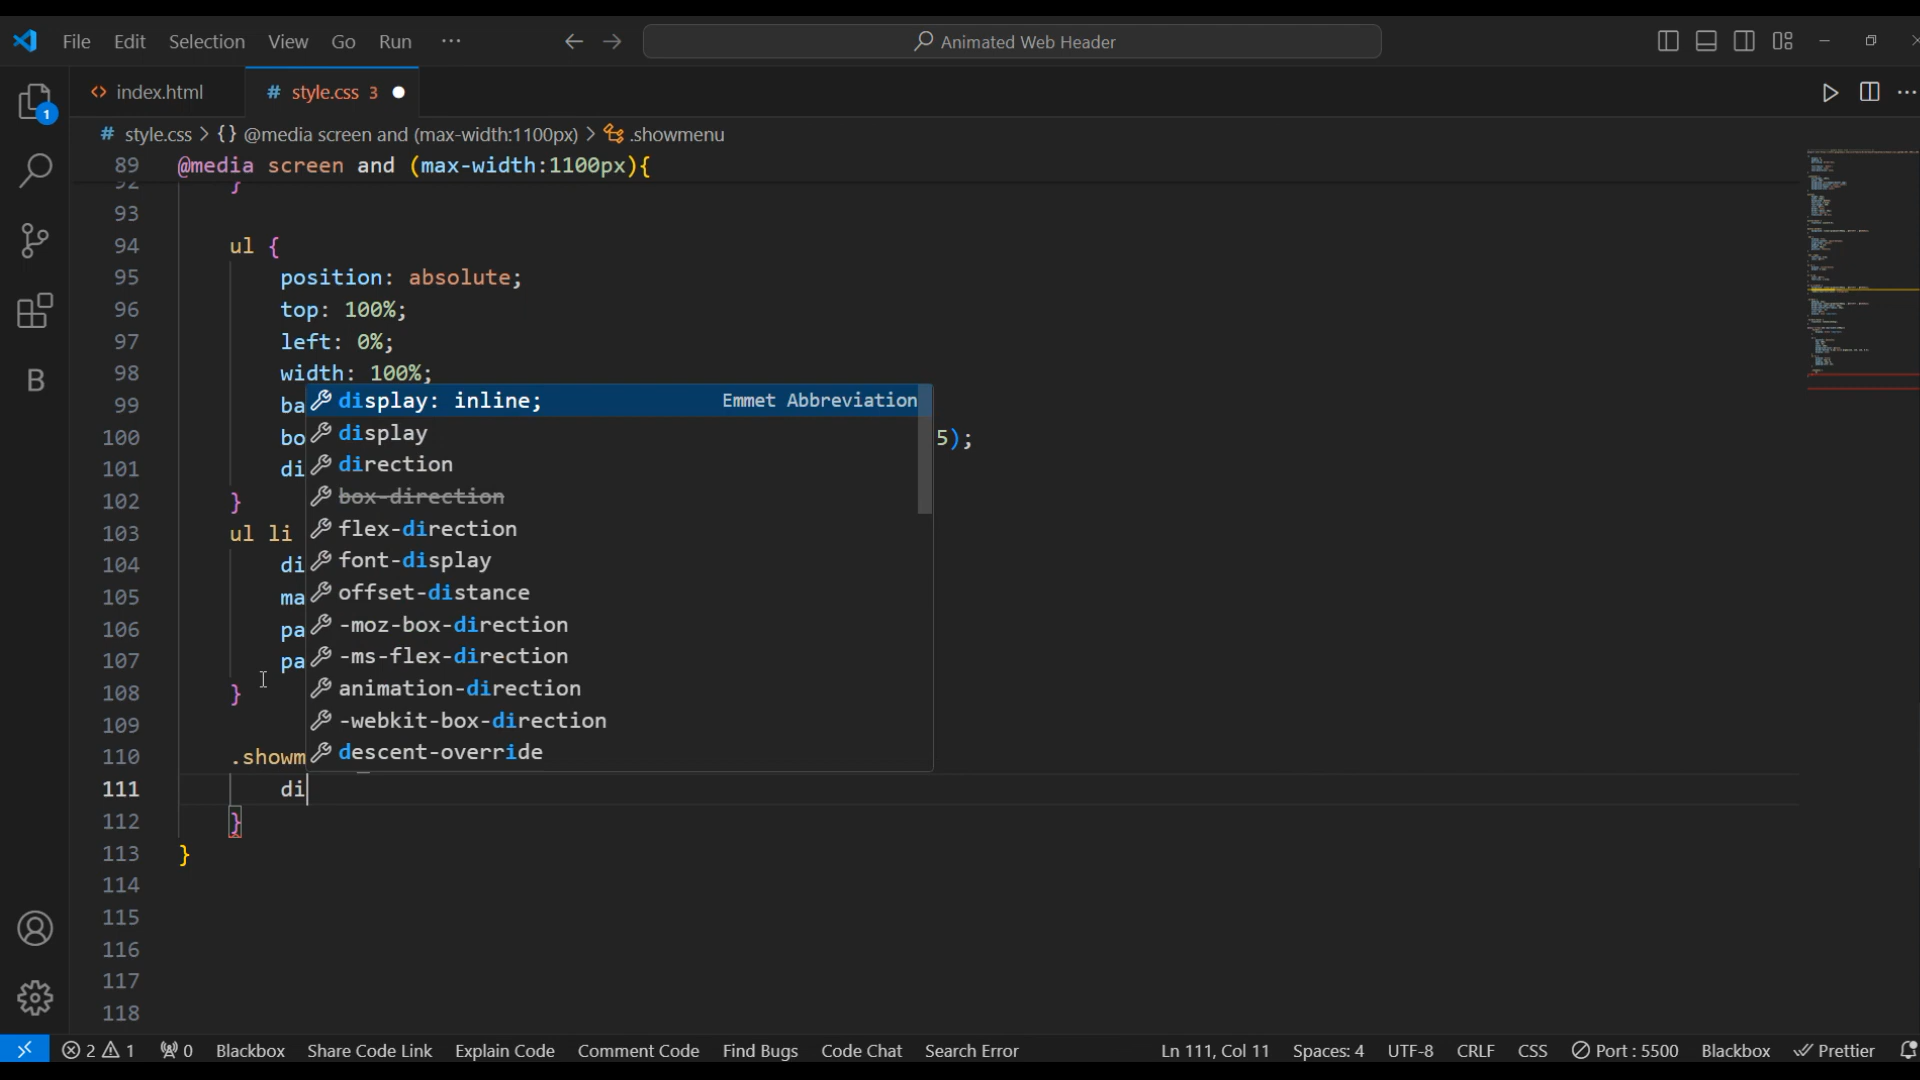 File Edit Selection View Go Run ··· Animated Web Header
index.html # style.css 3
# style.css > {} @media screen and (max-width:1100px) > .showmenu
89 @media screen and (max-width:1100px){
92 }
93
94 ul {
95 position: absolute;
96 top: 100%;
97 left: 0%;
98 width: 100%;
99 ba display: inline; Emmet Abbreviation
display
100 bo 5);
direction
101 di
box-direction
102 }
flex-direction
103 ul li
font-display
104 di
offset-distance
105 ma
-moz-box-direction
106 pa
-ms-flex-direction
107 pa
animation-direction
108 }
-webkit-box-direction
109
110 .showm descent-override
111 di
112 }
113 }
114
115
116
117
118
2 1 0 Blackbox Share Code Link Explain Code Comment Code Find Bugs Code Chat Search Error Ln 111, Col 11 Spaces: 4 UTF-8 CRLF CSS Port : 5500 Blackbox Prettier